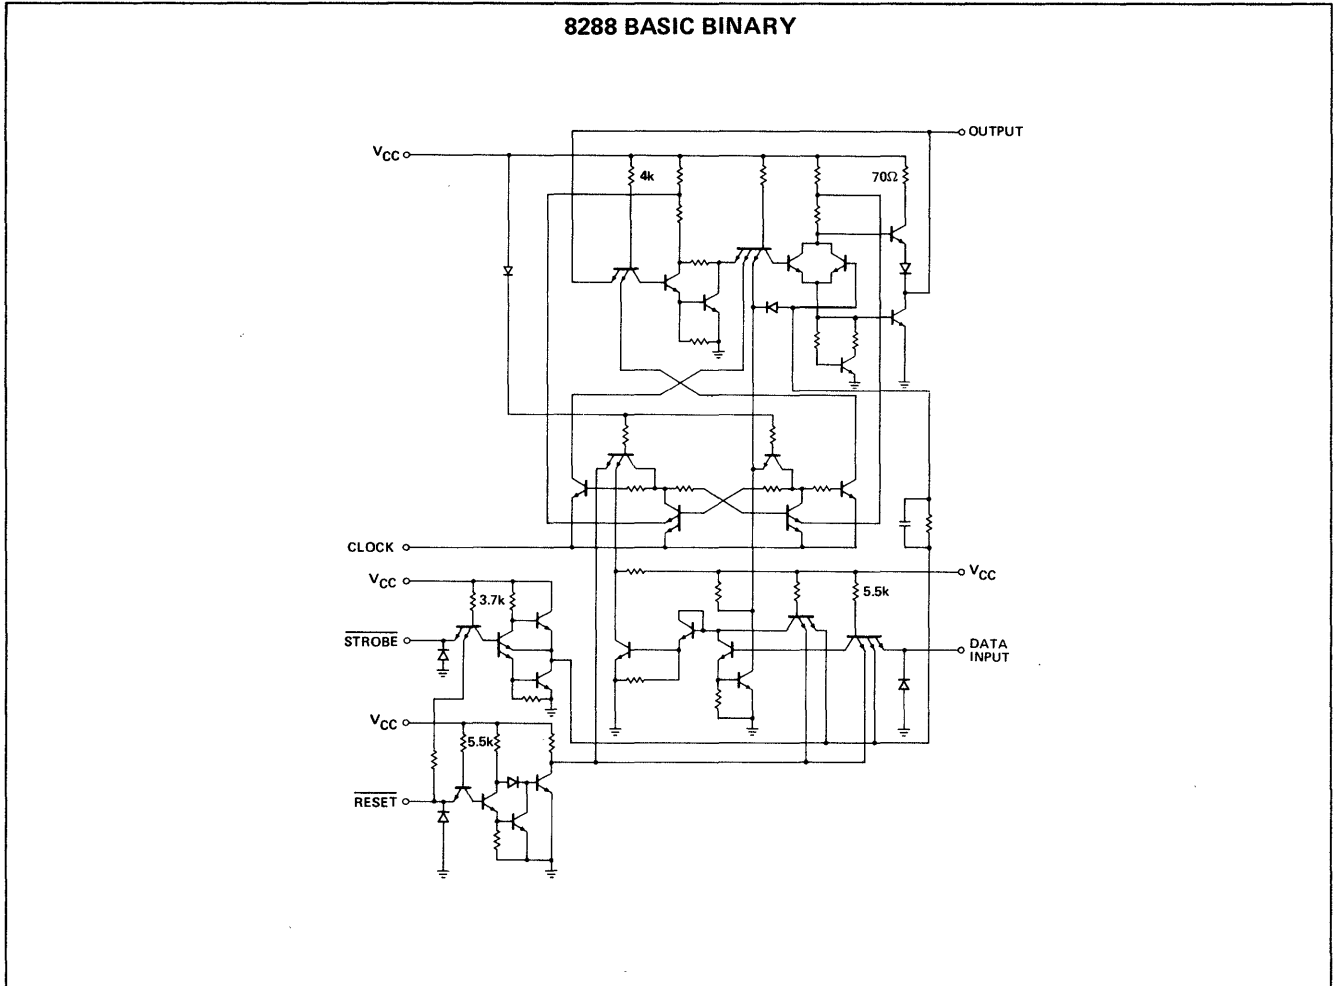 8288 BASIC BINARY
OUTPUT
VCC
4k
70Ω
CLOCK
VCC
VCC
3.7k
5.5k
STROBE
DATA
INPUT
VCC
5.5k
RESET